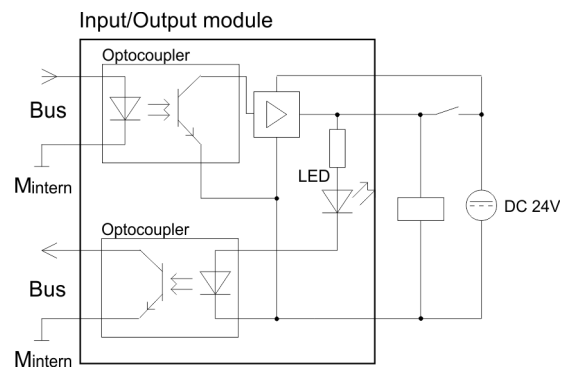 Input/Output module
Optocoupler
Bus
Mintern
LED
DC 24V
Optocoupler
Bus
Mintern